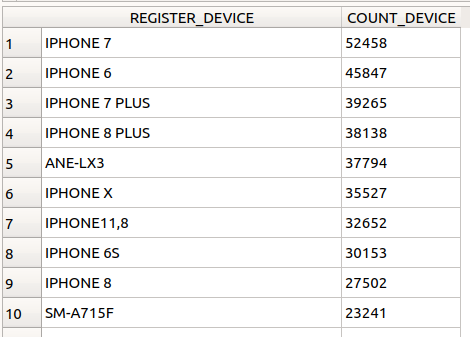 REGISTER_DEVICE COUNT_DEVICE
1 IPHONE 7 52458
2 IPHONE 6 45847
3 IPHONE 7 PLUS 39265
4 IPHONE 8 PLUS 38138
5 ANE-LX3 37794
6 IPHONE X 35527
7 IPHONE11,8 32652
8 IPHONE 6S 30153
9 IPHONE 8 27502
10 SM-A715F 23241